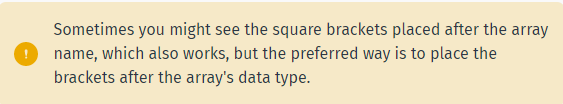 Sometimes you might see the square brackets placed after the array
name, which also works, but the preferred way is to place the
brackets after the array's data type.